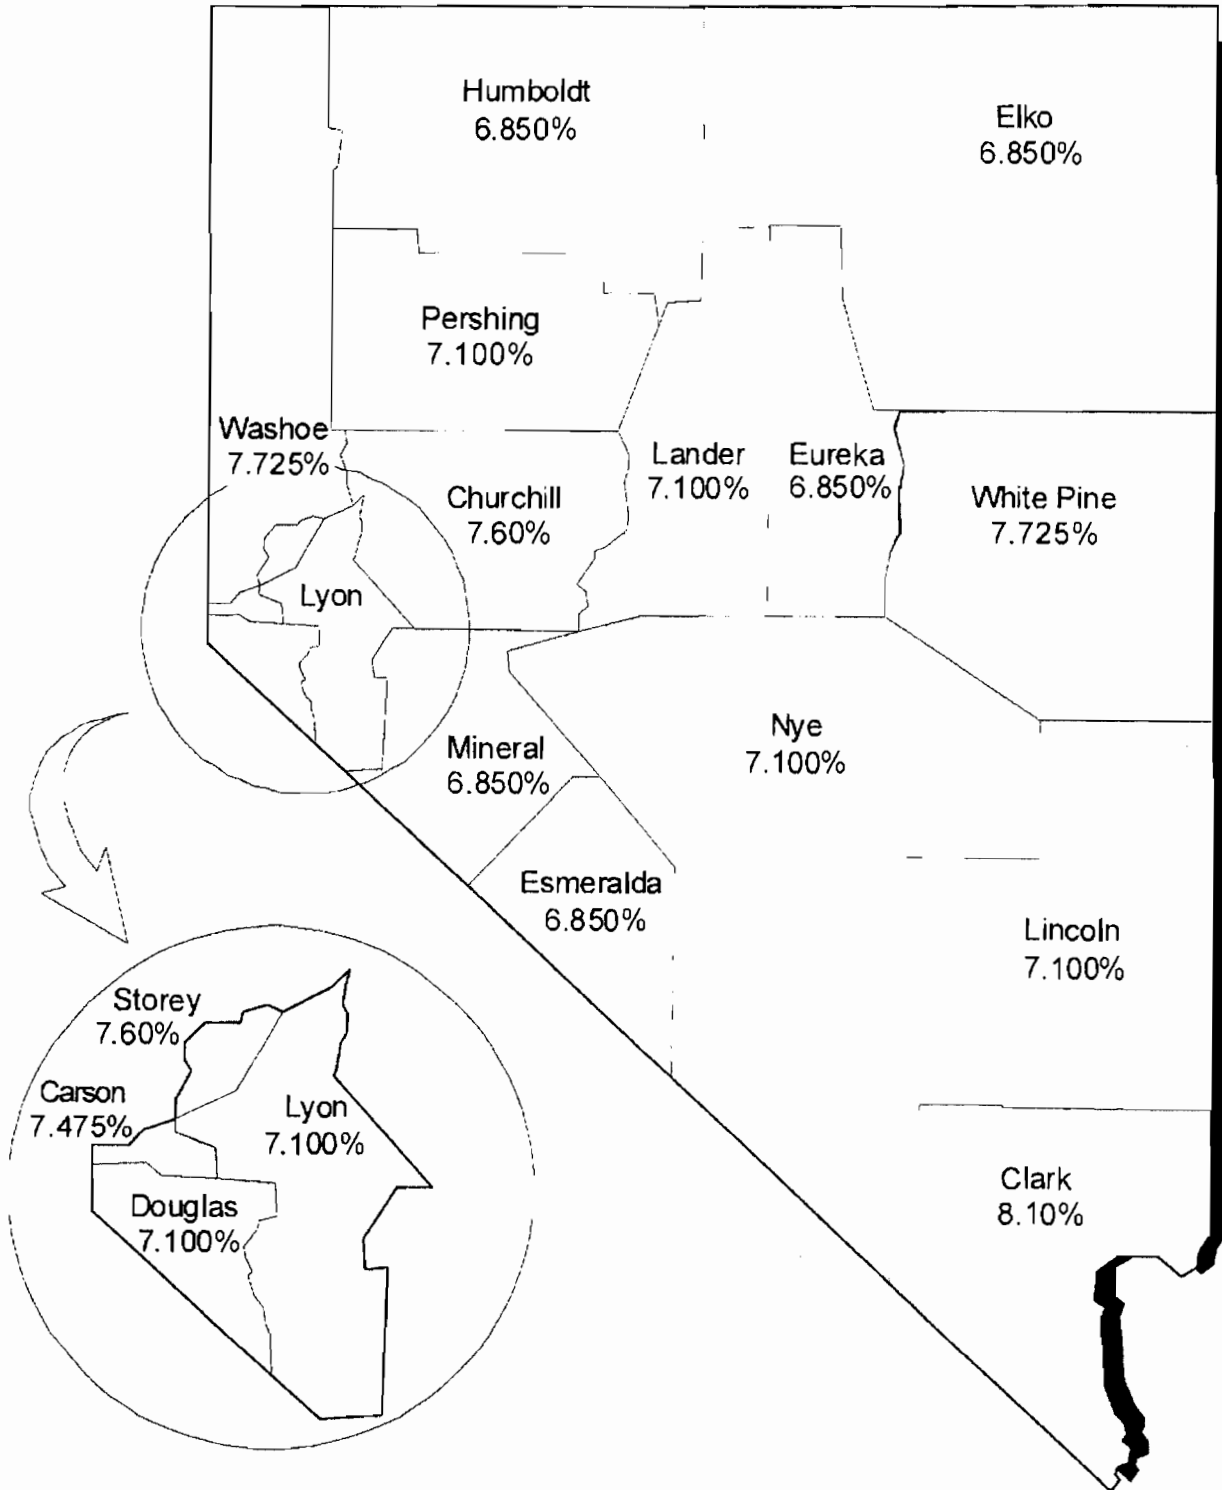 Humboldt
6.850%
Elko
6.850%
Pershing
7.100%
Washoe
7.725%
Churchill
7.60%
Lander
7.100%
Eureka
6.850%
White Pine
7.725%
Lyon
Mineral
6.850%
Nye
7.100%
Esmeralda
6.850%
Lincoln
7.100%
Storey
7.60%
Carson
7.475%
Lyon
7.100%
Douglas
7.100%
Clark
8.10%